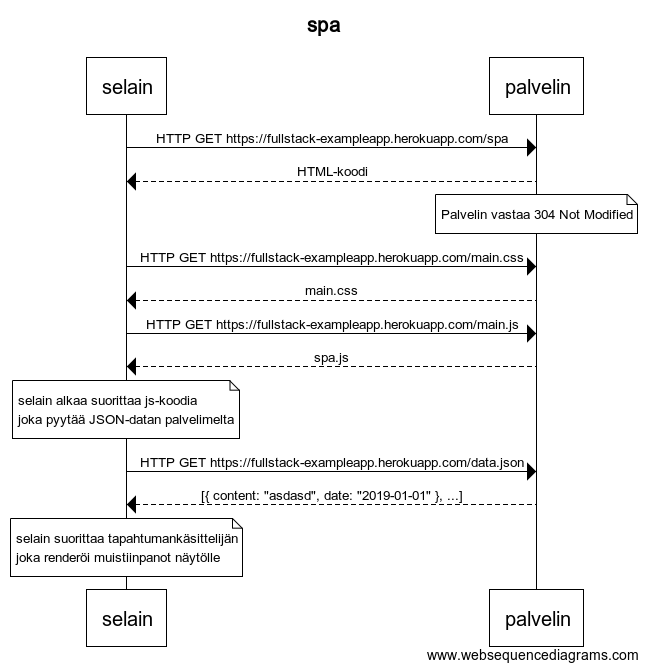 spa
selain palvelin
HTTP GET https://fullstack-exampleapp.herokuapp.com/spa
HTML-koodi
Palvelin vastaa 304 Not Modified
HTTP GET https://fullstack-exampleapp.herokuapp.com/main.css
main.css
HTTP GET https://fullstack-exampleapp.herokuapp.com/main.js
spa.js
selain alkaa suorittaa js-koodia
joka pyytää JSON-datan palvelimelta
HTTP GET https://fullstack-exampleapp.herokuapp.com/data.json
[{ content: "asdasd", date: "2019-01-01" }, ...]
selain suorittaa tapahtumankäsittelijän
joka renderöi muistiinpanot näytölle
selain palvelin
www.websequencediagrams.com